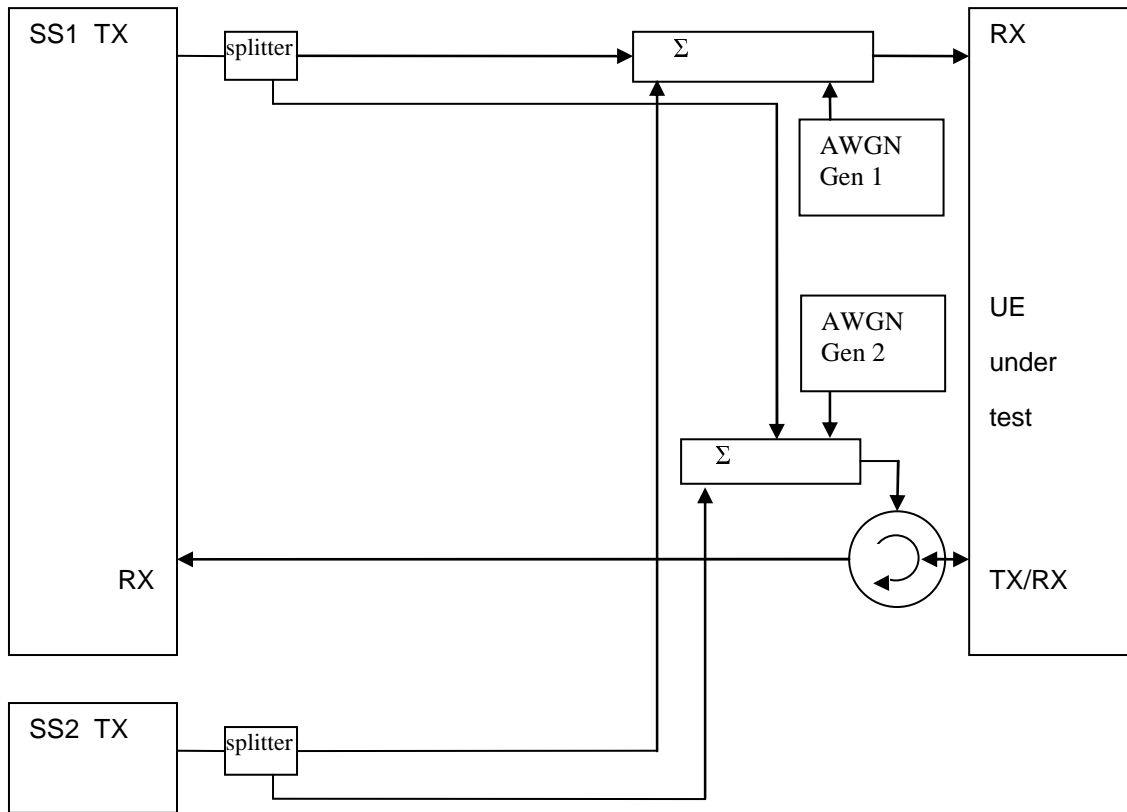 SS1 TX
splitter
Σ
RX
AWGN
Gen 1
AWGN
Gen 2
UE
under
test
Σ
RX
TX/RX
SS2 TX
splitter